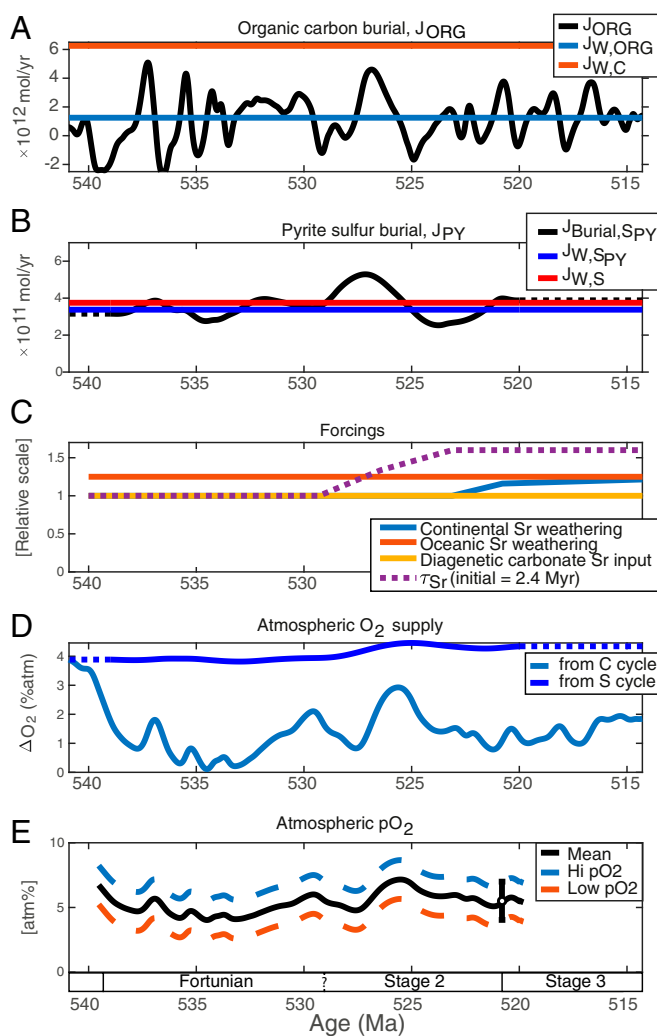 A
Organic carbon burial, JORG
JORG
JW,ORG
JW,C
×10^12 mol/yr
6
4
2
0
-2
540 535 530 525 520 515
B
Pyrite sulfur burial, JPY
JBurial,SPY
JW,SPY
JW,S
×10^11 mol/yr
6
4
2
0
540 535 530 525 520 515
C
Forcings
[Relative scale]
1.5
1
0.5
0
Continental Sr weathering
Oceanic Sr weathering
Diagenetic carbonate Sr input
τSr (initial = 2.4 Myr)
540 535 530 525 520 515
D
Atmospheric O2 supply
from C cycle
from S cycle
ΔO2 (%atm)
4
3
2
1
0
540 535 530 525 520 515
E
Atmospheric pO2
Mean
Hi pO2
Low pO2
[atm%]
10
5
0
Fortunian ? Stage 2 Stage 3
540 535 530 525 520 515
Age (Ma)